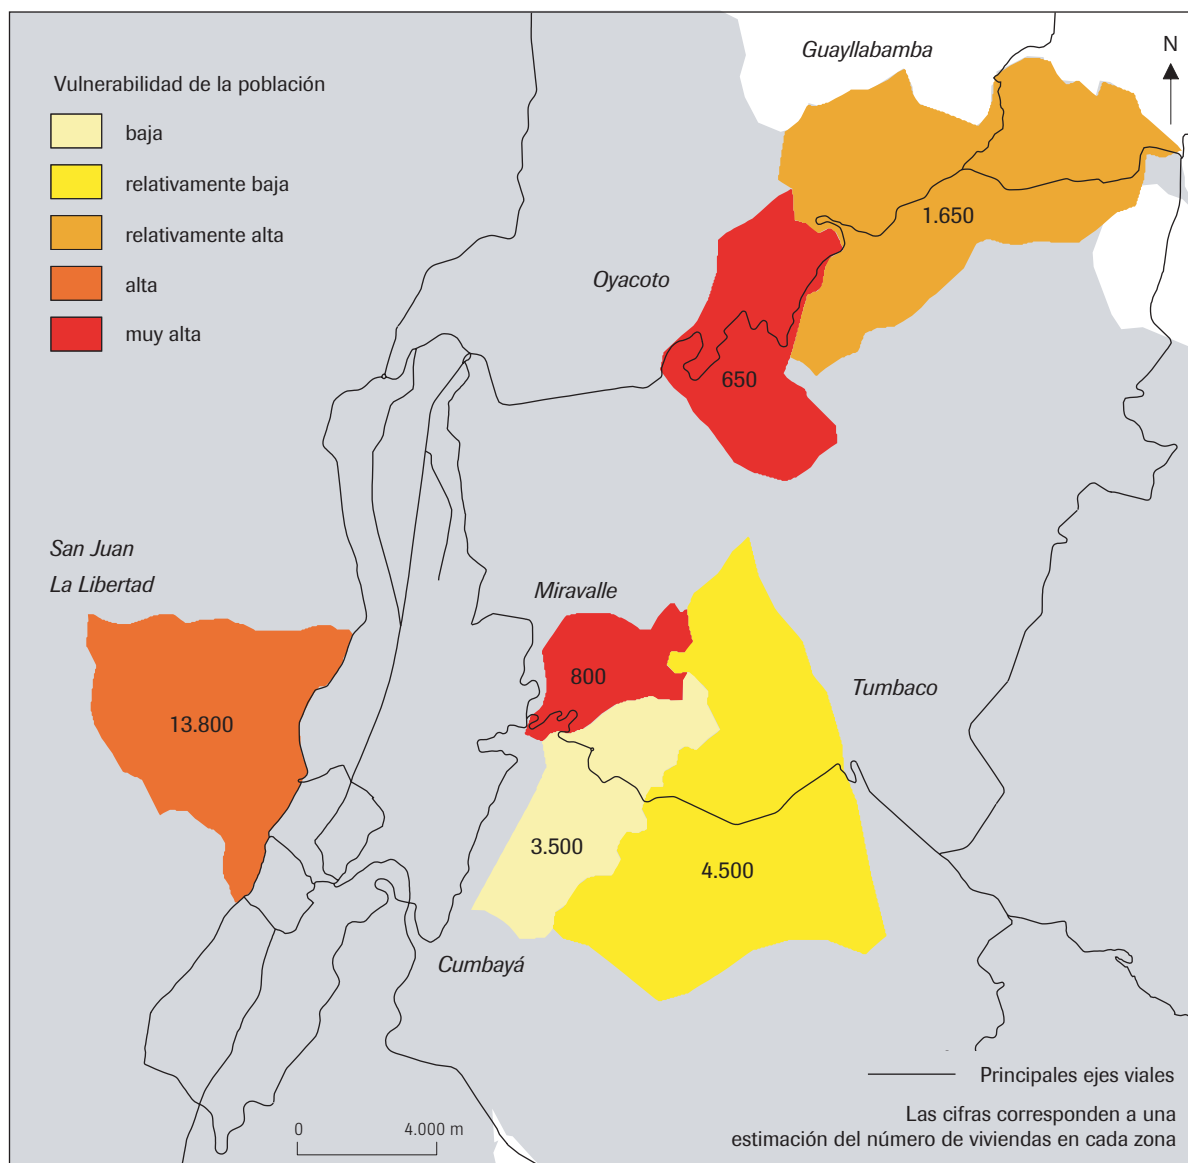 Guayllabamba
N
Vulnerabilidad de la población
baja
relativamente baja
relativamente alta
alta
muy alta
1.650
Oyacoto
650
San Juan
La Libertad
Miravalle
800
Tumbaco
13.800
3.500
4.500
Cumbayá
Principales ejes viales
0 4.000 m
Las cifras corresponden a una
estimación del número de viviendas en cada zona